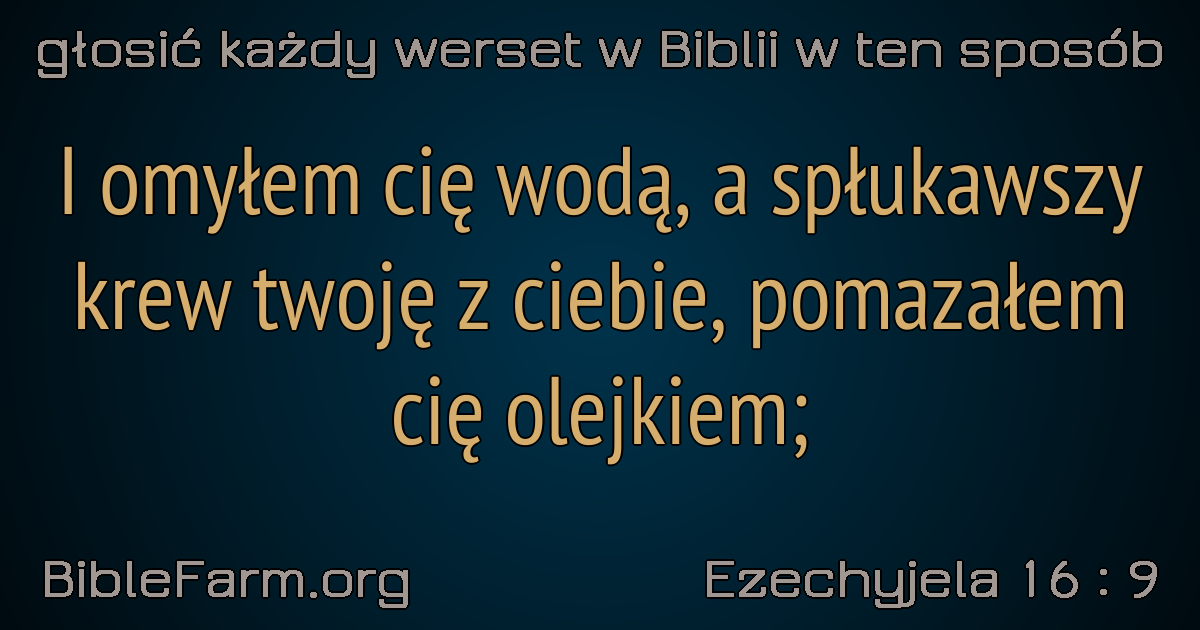 głosić każdy werset w Biblii w ten sposób
I omyłem cię wodą, a spłukawszy
krew twoję z ciebie, pomazałem
cię olejkiem;
BibleFarm.org
Ezechyjela 16 : 9